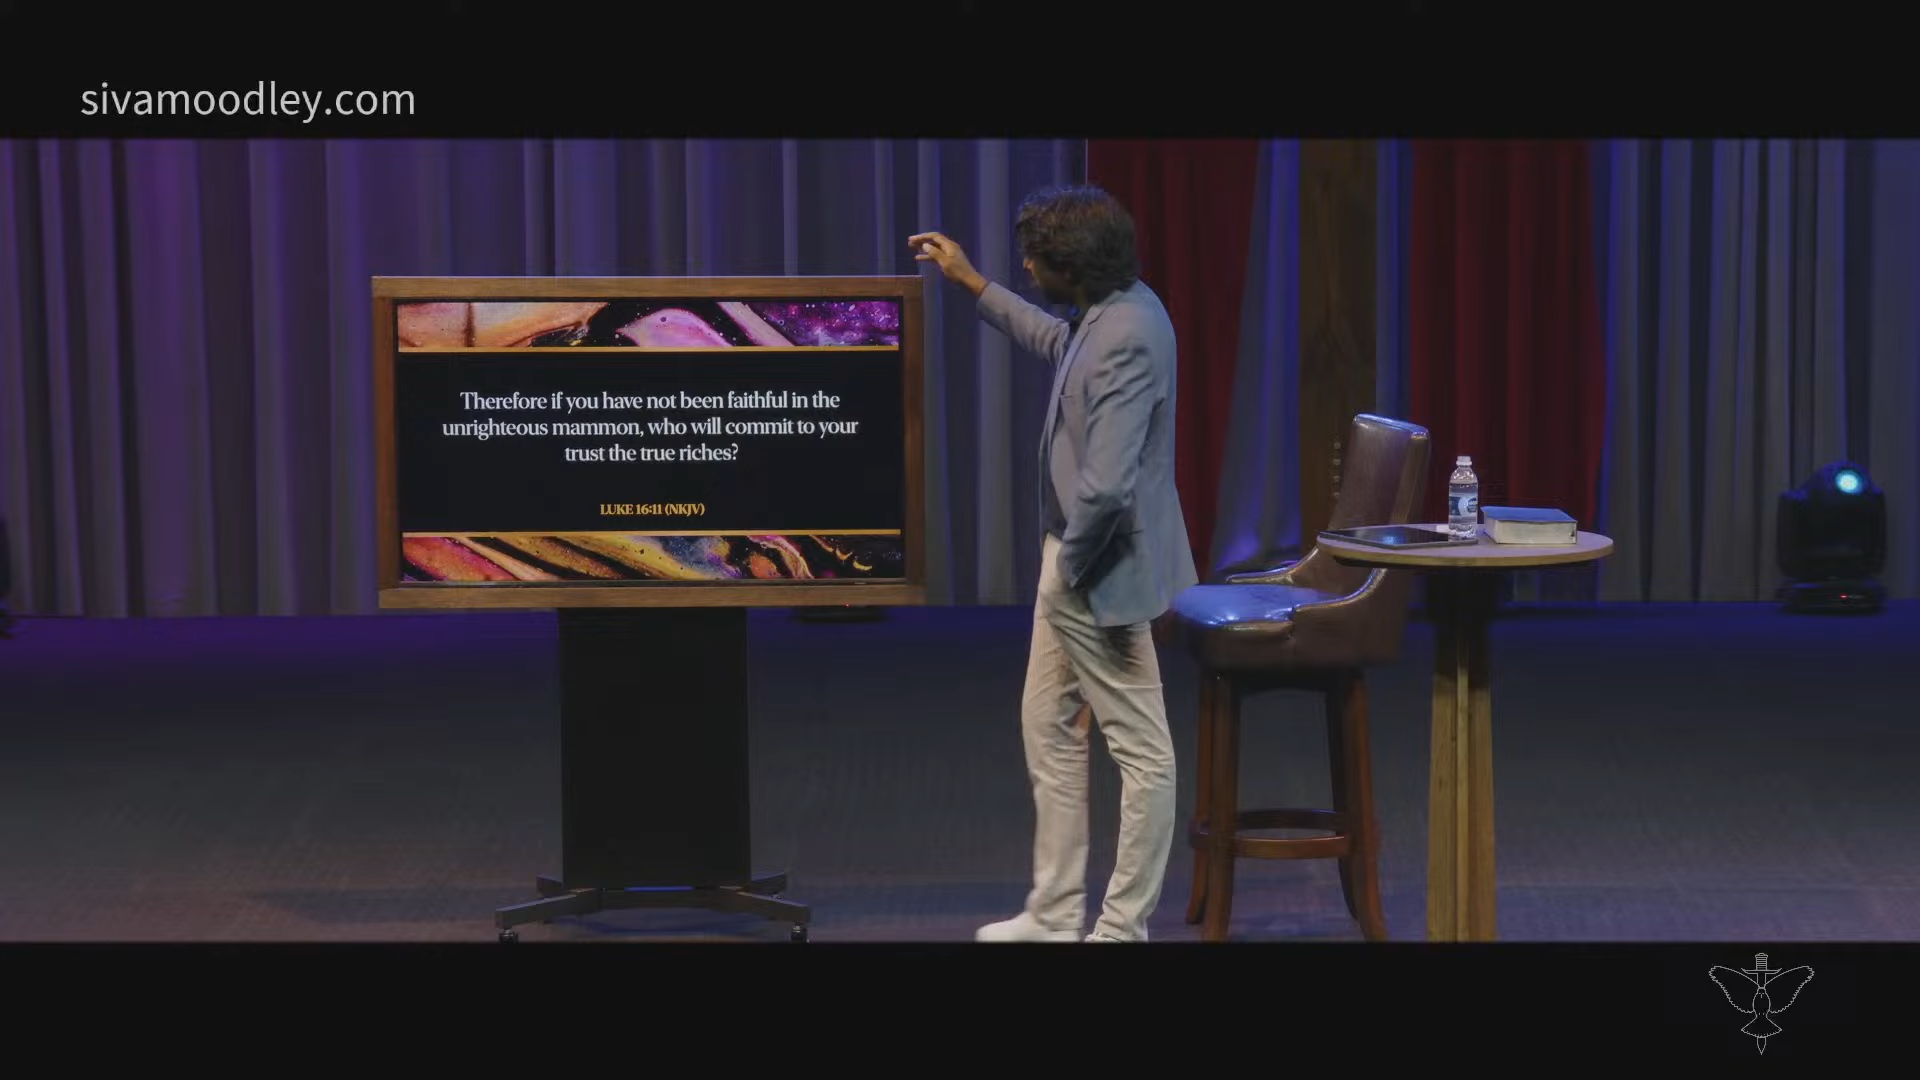 sivamoodley.com
Therefore if you have not been faithful in the
unrighteous mammon, who will commit to your
trust the true riches?
LUKE 16:11 (NKJV)